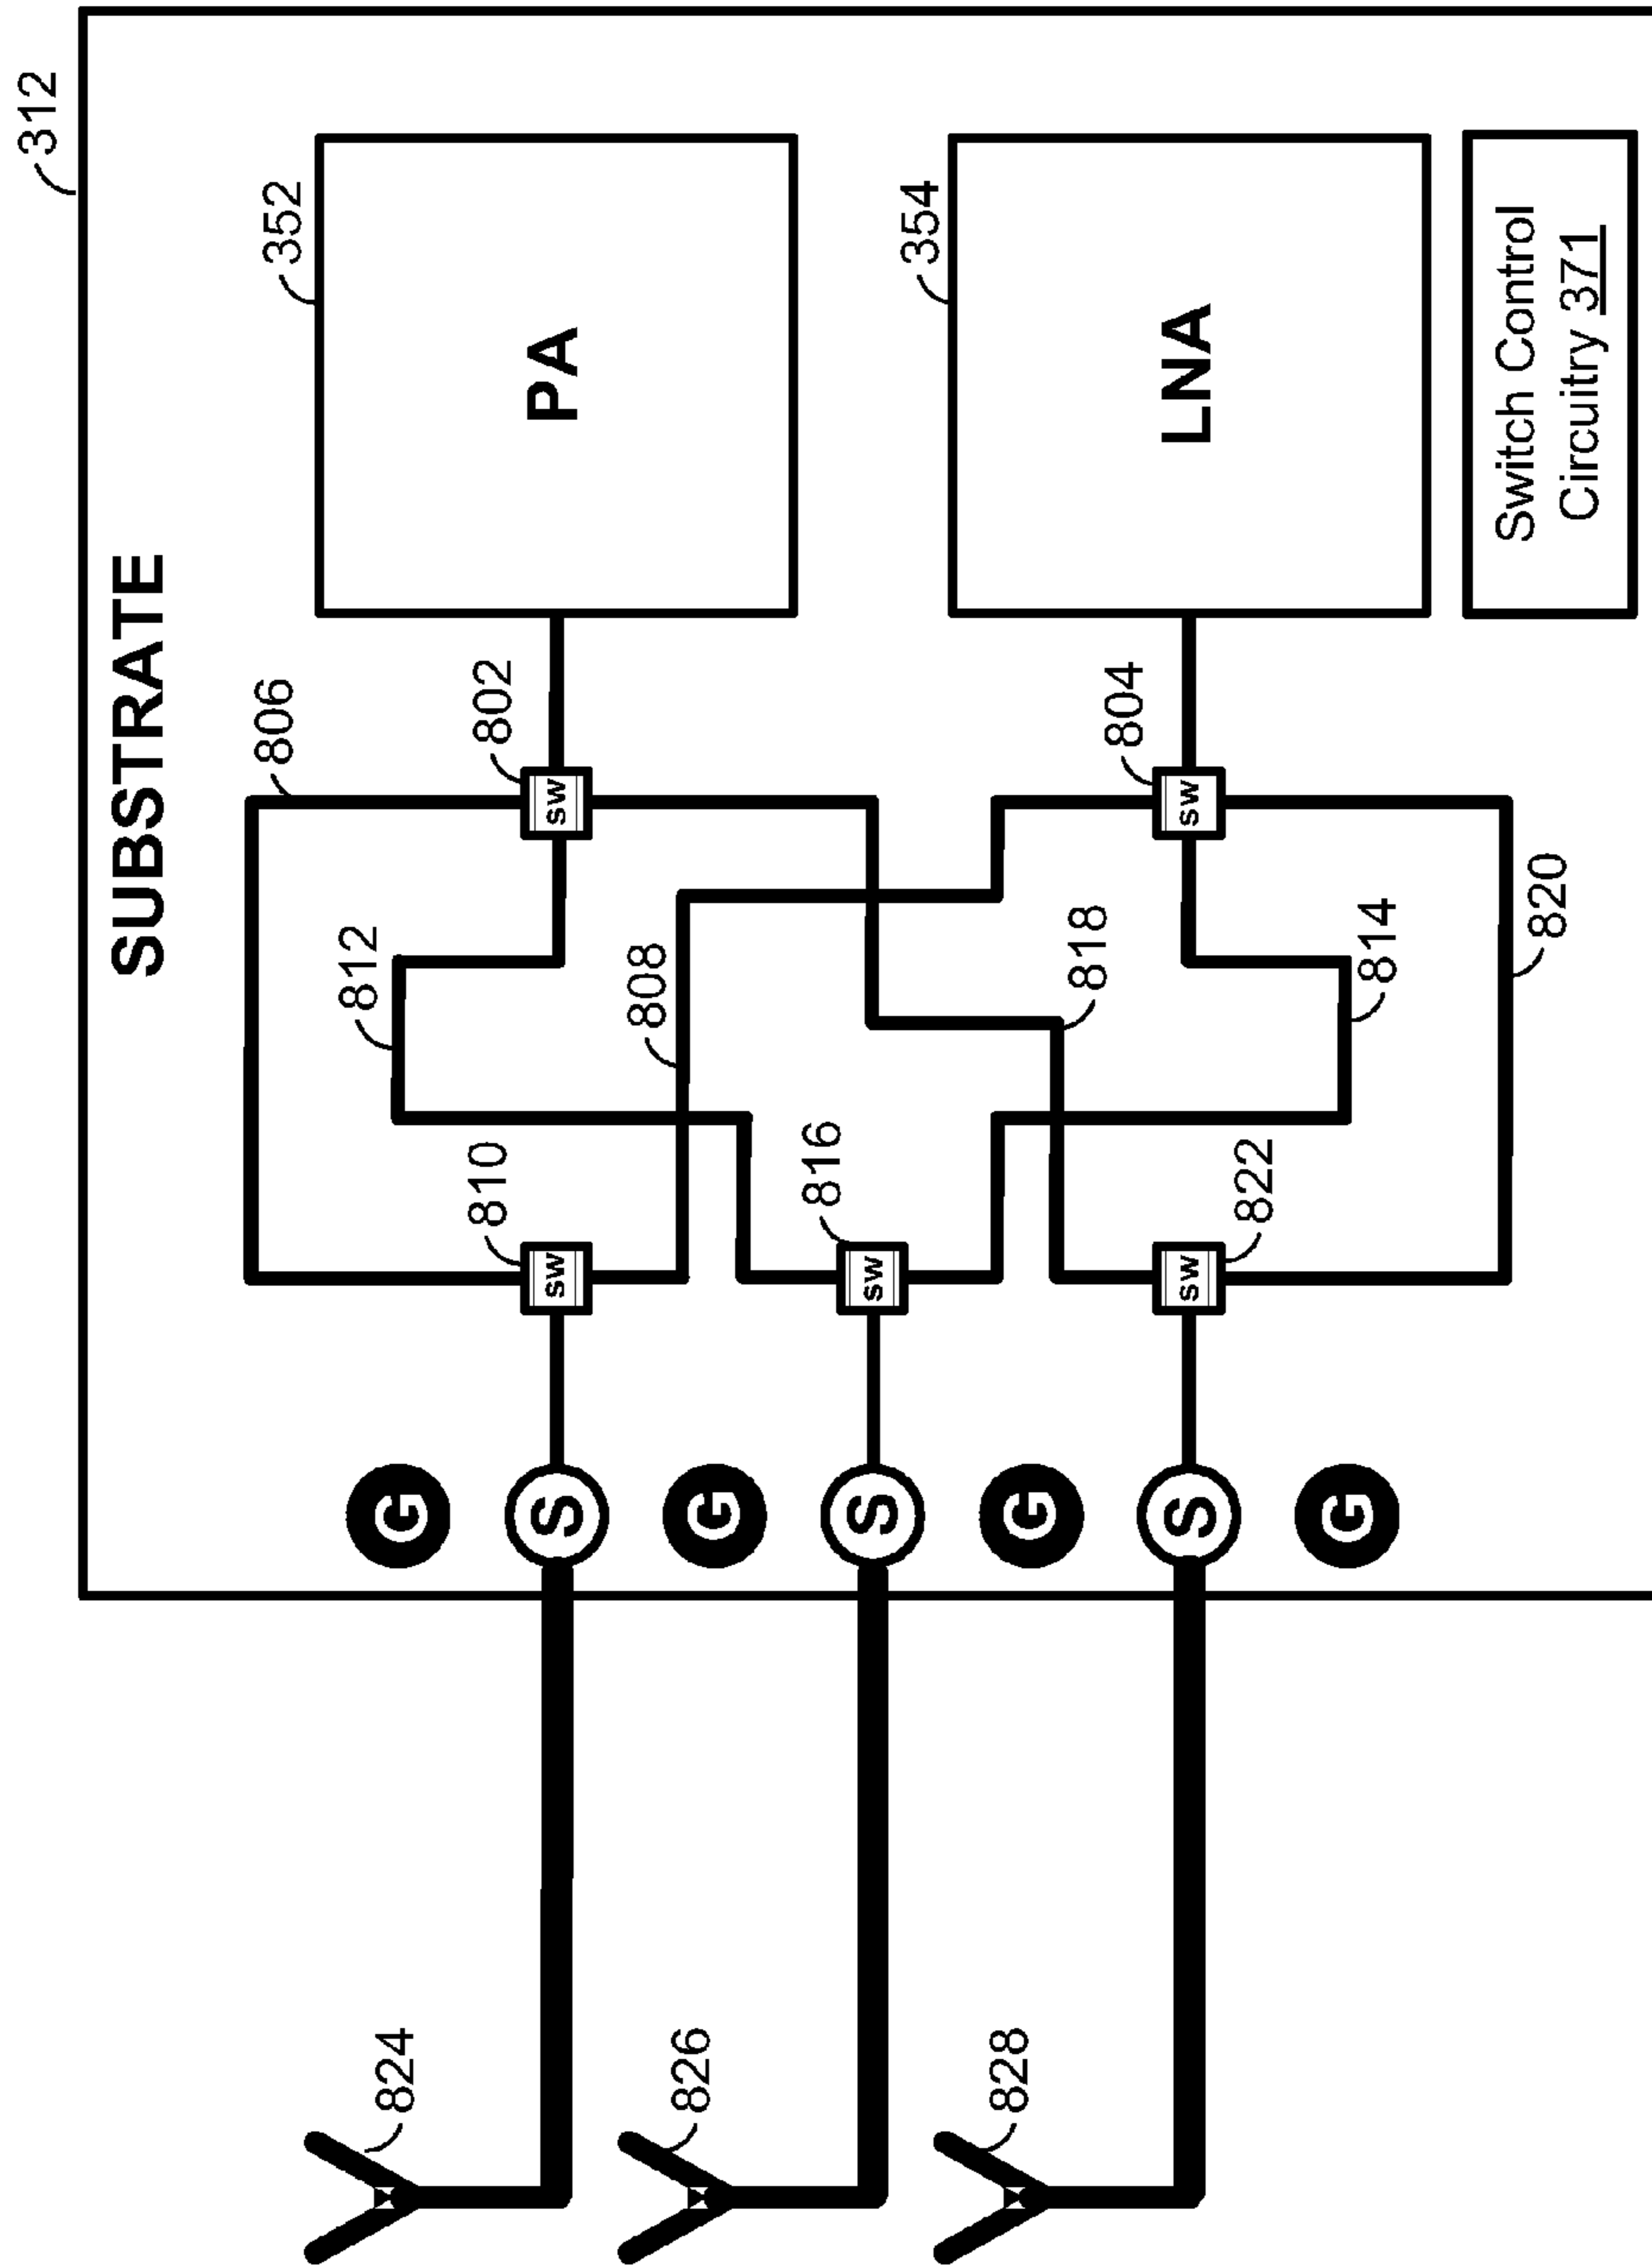 312
SUBSTRATE
352
PA
354
LNA
Switch Control
Circuitry 371
806
802
sw
804
sw
812
808
818
814
820
810
sw
816
sw
822
sw
G
S
G
S
G
S
G
824
826
828